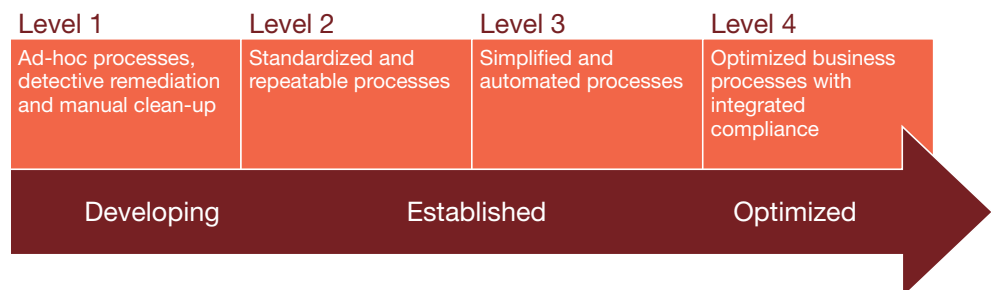 Level 1
Ad-hoc processes,
detective remediation
and manual clean-up
Level 2
Standardized and
repeatable processes
Level 3
Simplified and
automated processes
Level 4
Optimized business
processes with
integrated
compliance
Developing
Established
Optimized